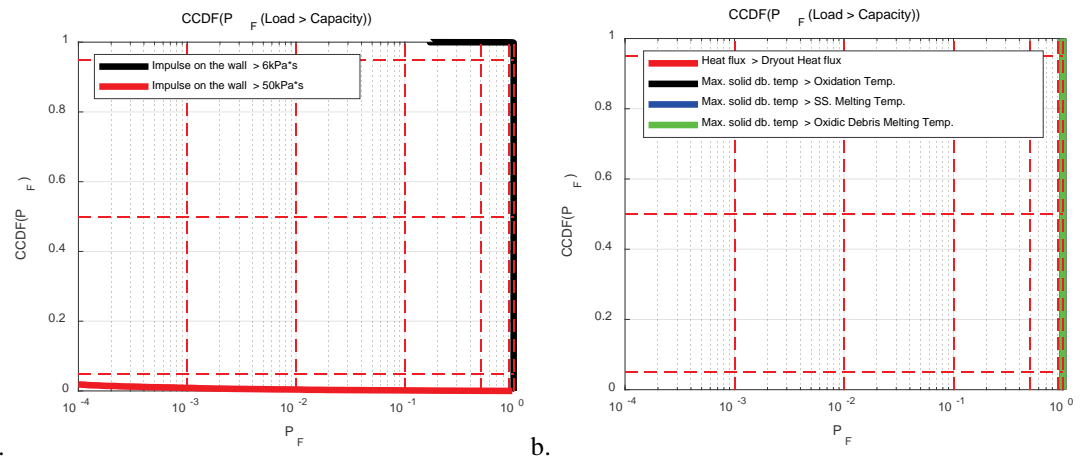 CCDF(P F (Load > Capacity))
Impulse on the wall > 6kPa*s
Impulse on the wall > 50kPa*s
CCDF(P F)
1
0.8
0.6
0.4
0.2
0
10^-4
10^-3
10^-2
10^-1
10^0
P F
.
CCDF(P F (Load > Capacity))
Heat flux > Dryout Heat flux
Max. solid db. temp > Oxidation Temp.
Max. solid db. temp > SS. Melting Temp.
Max. solid db. temp > Oxidic Debris Melting Temp.
CCDF(P F)
1
0.8
0.6
0.4
0.2
0
10^-4
10^-3
10^-2
10^-1
10^0
P F
b.